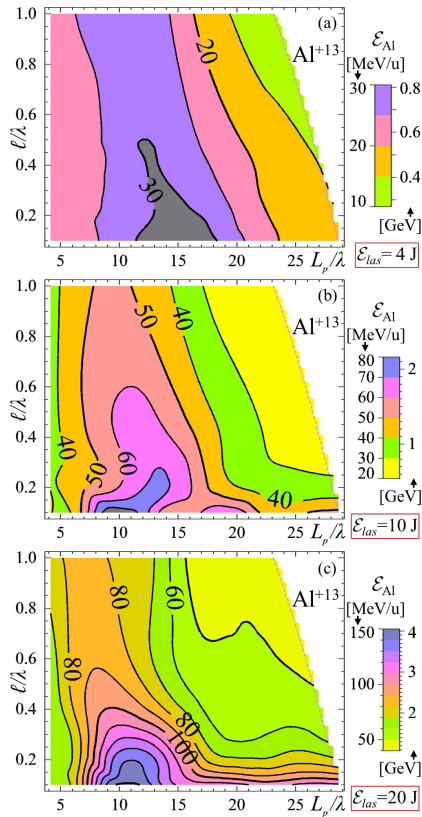 (a)
Al+13
20
30
1.0
0.8
0.6
0.4
0.2
ℓ/λ
5 10 15 20 25
Lp/λ
ℰAl
[MeV/u]
30 0.8
20 0.6
10 0.4
[GeV]
ℰlas= 4 J
(b)
Al+13
50 40
40 50 60 40
1.0
0.8
0.6
0.4
0.2
ℓ/λ
5 10 15 20 25
Lp/λ
ℰAl
[MeV/u]
80 2
70
60
50
40 1
30
20
[GeV]
ℰlas=10 J
(c)
Al+13
80 60
80 80
100
1.0
0.8
0.6
0.4
0.2
ℓ/λ
5 10 15 20 25
Lp/λ
ℰAl
[MeV/u]
150 4
100 3
2
50
[GeV]
ℰlas=20 J